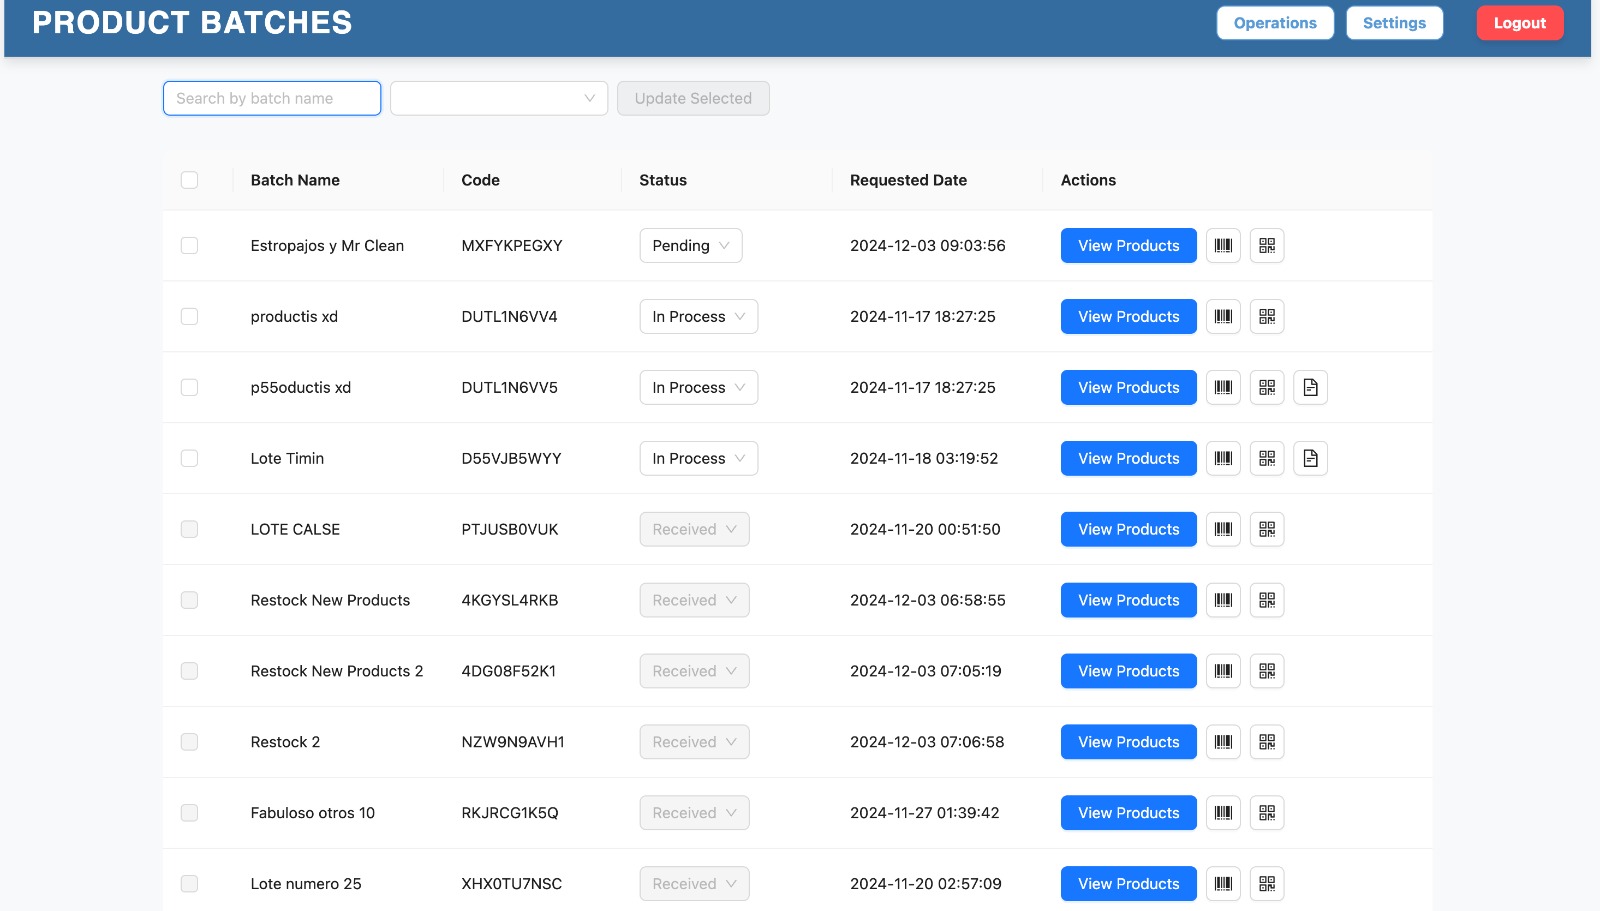 PRODUCT BATCHES Operations Settings Logout
Search by batch name Update Selected
Batch Name Code Status Requested Date Actions
Estropajos y Mr Clean MXFYKPEGXY Pending 2024-12-03 09:03:56 View Products
productis xd DUTL1N6VV4 In Process 2024-11-17 18:27:25 View Products
p55oductis xd DUTL1N6VV5 In Process 2024-11-17 18:27:25 View Products
Lote Timin D55VJB5WYY In Process 2024-11-18 03:19:52 View Products
LOTE CALSE PTJUSB0VUK Received 2024-11-20 00:51:50 View Products
Restock New Products 4KGYSL4RKB Received 2024-12-03 06:58:55 View Products
Restock New Products 2 4DG08F52K1 Received 2024-12-03 07:05:19 View Products
Restock 2 NZW9N9AVH1 Received 2024-12-03 07:06:58 View Products
Fabuloso otros 10 RKJRCG1K5Q Received 2024-11-27 01:39:42 View Products
Lote numero 25 XHX0TU7NSC Received 2024-11-20 02:57:09 View Products